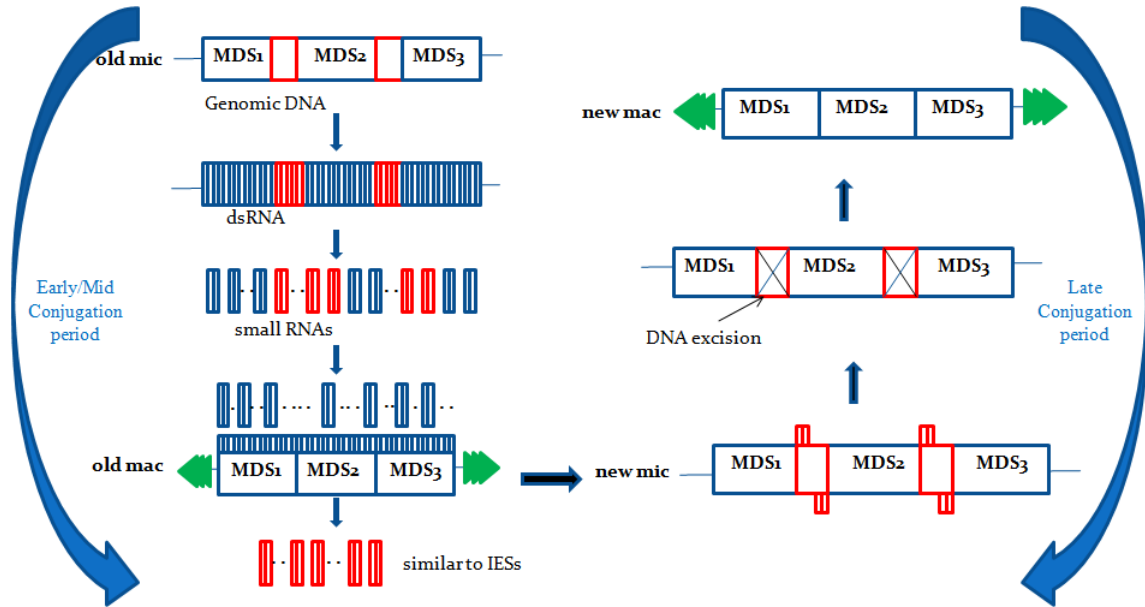 old mic
MDS1 MDS2 MDS3
Genomic DNA
dsRNA
small RNAs
Early/Mid
Conjugation
period
old mac
MDS1 MDS2 MDS3
similar to IESs
new mac
MDS1 MDS2 MDS3
MDS1 MDS2 MDS3
DNA excision
Late
Conjugation
period
new mic
MDS1 MDS2 MDS3